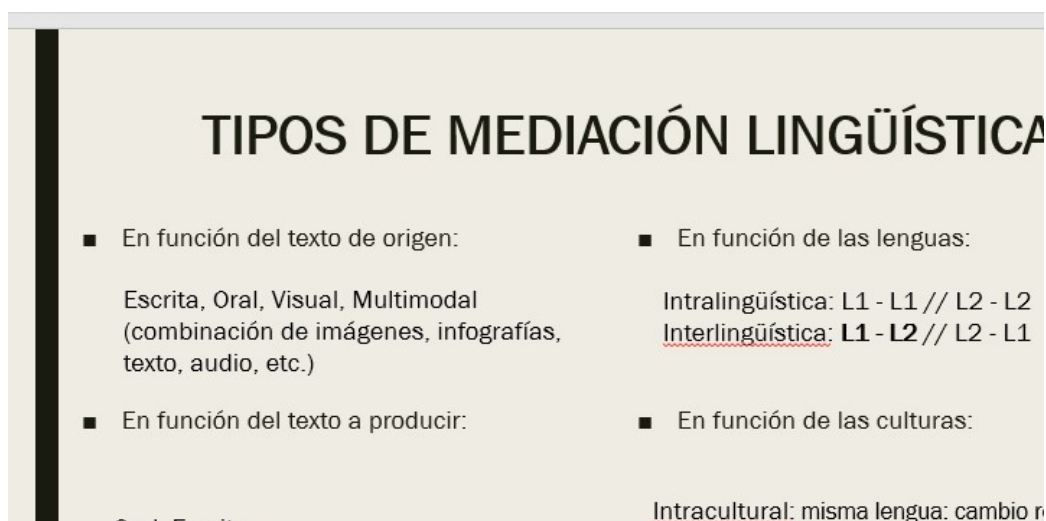 TIPOS DE MEDIACIÓN LINGÜÍSTICA
■ En función del texto de origen:
Escrita, Oral, Visual, Multimodal
(combinación de imágenes, infografías,
texto, audio, etc.)
■ En función del texto a producir:
■ En función de las lenguas:
Intralingüística: L1 - L1 // L2 - L2
Interlingüística: L1 - L2 // L2 - L1
■ En función de las culturas:
Intracultural: misma lengua: cambio